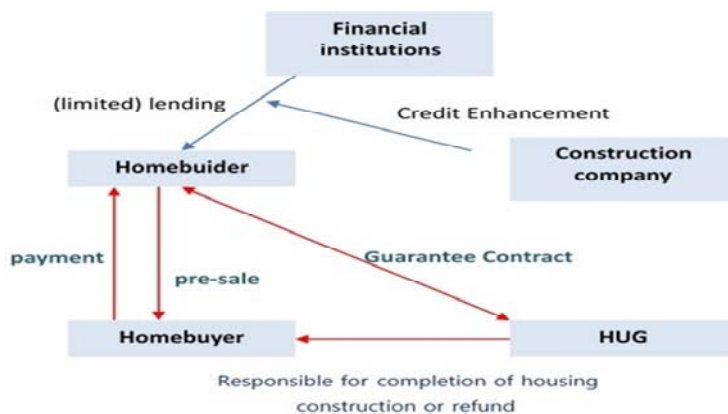 Financial
institutions
(limited) lending
Credit Enhancement
Homebuider
Construction
company
payment
Guarantee Contract
pre-sale
Homebuyer
HUG
Responsible for completion of housing
construction or refund